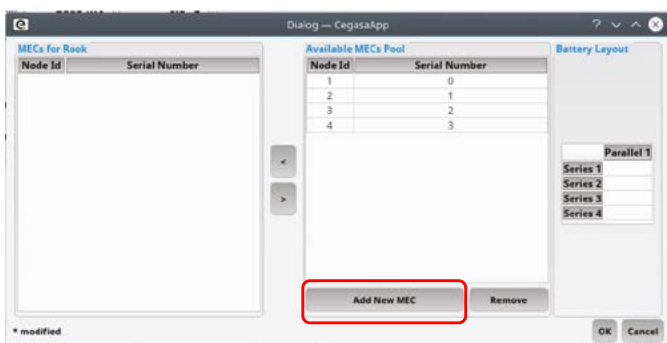 Dialog — CegasaApp
MECs for Rook
Node Id Serial Number
Available MECs Pool
Node Id Serial Number
1 0
2 1
3 2
4 3
<
>
Add New MEC Remove
Battery Layout
Parallel 1
Series 1
Series 2
Series 3
Series 4
* modified
OK Cancel